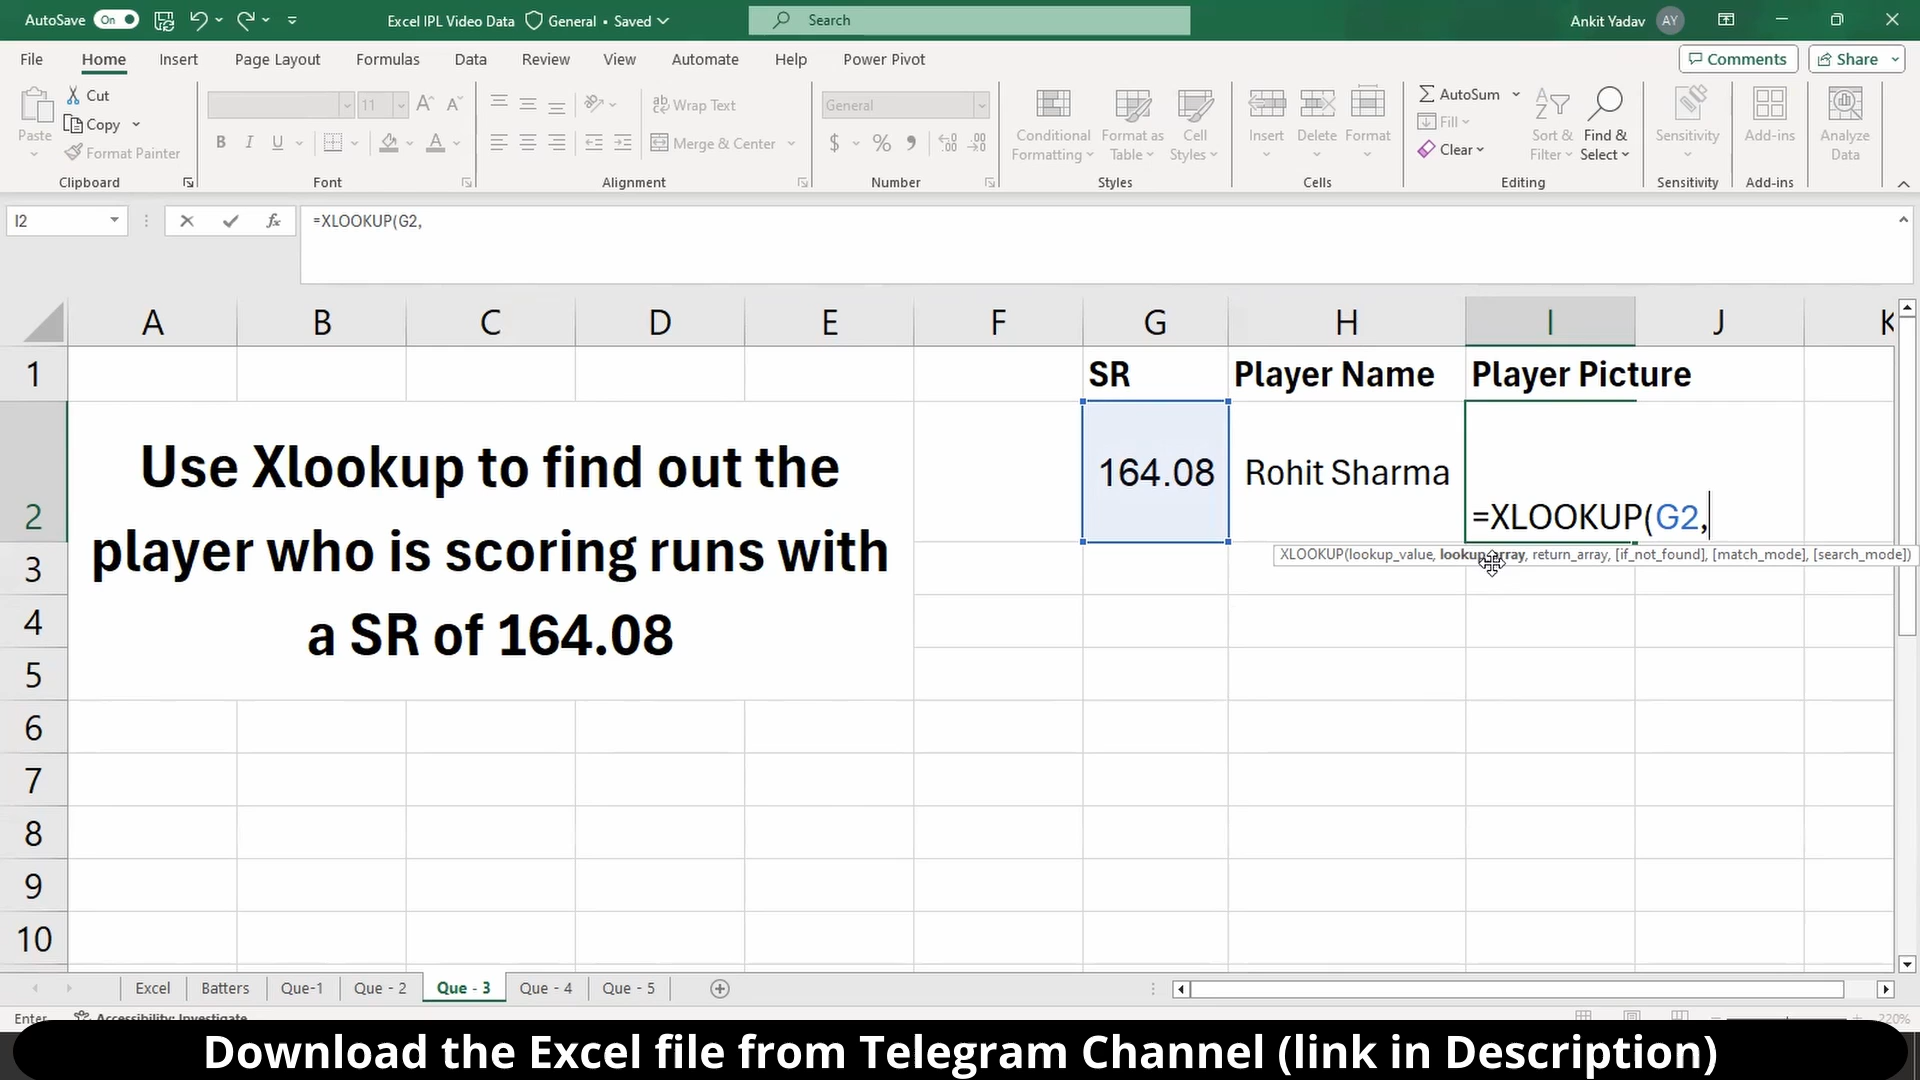 AutoSave On Excel IPL Video Data General • Saved Search Ankit Yadav AY
File Home Insert Page Layout Formulas Data Review View Automate Help Power Pivot Comments Share
Paste Cut Copy Format Painter Clipboard
11 B I U A Font
Wrap Text Merge & Center Alignment
General $ % Number
Conditional Formatting Format as Table Cell Styles Styles
Insert Delete Format Cells
AutoSum Fill Clear Sort & Filter Find & Select Editing
Sensitivity Sensitivity
Add-ins Add-ins
Analyze Data
I2 fx =XLOOKUP(G2,
A B C D E F G H I J K
1 SR Player Name Player Picture
2 164.08 Rohit Sharma =XLOOKUP(G2,
Use Xlookup to find out the
player who is scoring runs with
a SR of 164.08
XLOOKUP(lookup_value, lookup_array, return_array, [if_not_found], [match_mode], [search_mode])
3
4
5
6
7
8
9
10
Excel Batters Que-1 Que - 2 Que - 3 Que - 4 Que - 5
Enter Accessibility: Investigate 220%
Download the Excel file from Telegram Channel (link in Description)